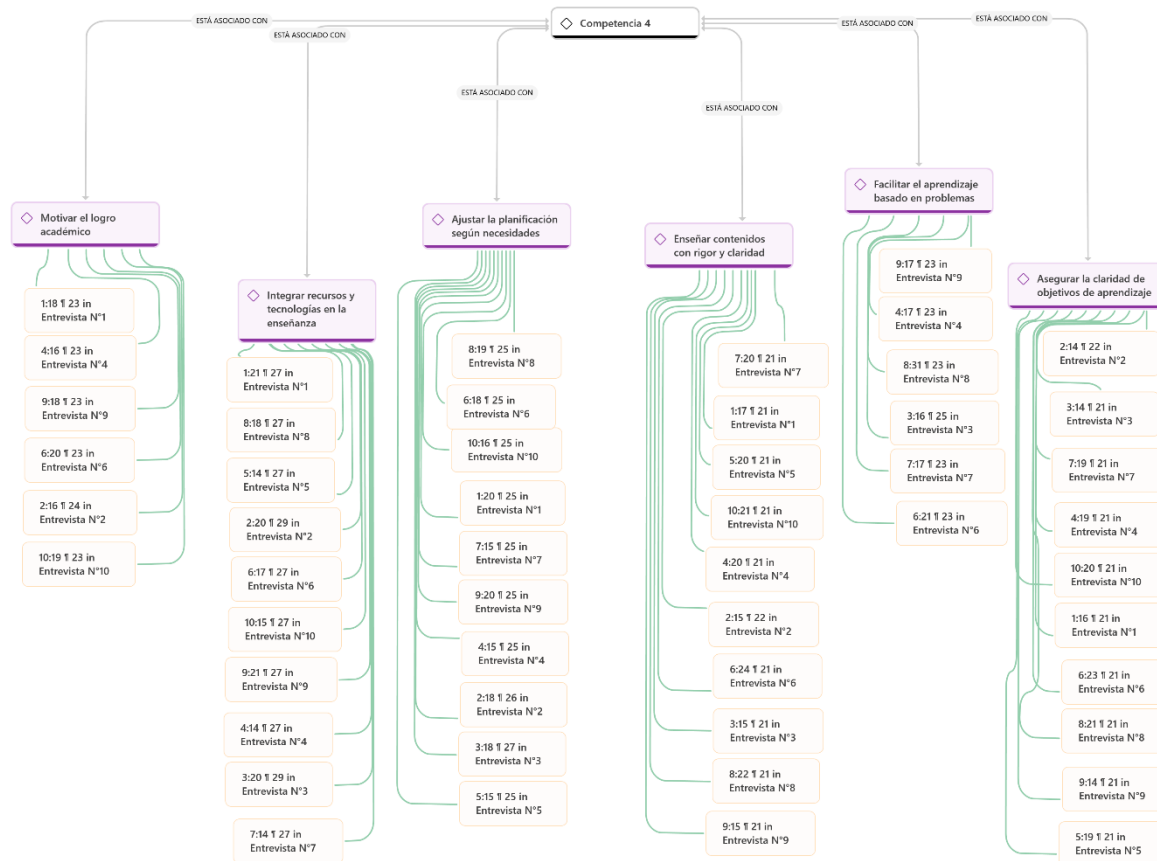 Competencia 4
ESTÁ ASOCIADO CON
ESTÁ ASOCIADO CON
ESTÁ ASOCIADO CON
ESTÁ ASOCIADO CON
ESTÁ ASOCIADO CON
ESTÁ ASOCIADO CON
Motivar el logro
académico
1:18 ¶ 23 in
Entrevista N°1
4:16 ¶ 23 in
Entrevista N°4
9:18 ¶ 23 in
Entrevista N°9
6:20 ¶ 23 in
Entrevista N°6
2:16 ¶ 24 in
Entrevista N°2
10:19 ¶ 23 in
Entrevista N°10
Integrar recursos y
tecnologías en la
enseñanza
1:21 ¶ 27 in
Entrevista N°1
8:18 ¶ 27 in
Entrevista N°8
5:14 ¶ 27 in
Entrevista N°5
2:20 ¶ 29 in
Entrevista N°2
6:17 ¶ 27 in
Entrevista N°6
10:15 ¶ 27 in
Entrevista N°10
9:21 ¶ 27 in
Entrevista N°9
4:14 ¶ 27 in
Entrevista N°4
3:20 ¶ 29 in
Entrevista N°3
7:14 ¶ 27 in
Entrevista N°7
Ajustar la planificación
según necesidades
8:19 ¶ 25 in
Entrevista N°8
6:18 ¶ 25 in
Entrevista N°6
10:16 ¶ 25 in
Entrevista N°10
1:20 ¶ 25 in
Entrevista N°1
7:15 ¶ 25 in
Entrevista N°7
9:20 ¶ 25 in
Entrevista N°9
4:15 ¶ 25 in
Entrevista N°4
2:18 ¶ 26 in
Entrevista N°2
3:18 ¶ 27 in
Entrevista N°3
5:15 ¶ 25 in
Entrevista N°5
Enseñar contenidos
con rigor y claridad
7:20 ¶ 21 in
Entrevista N°7
1:17 ¶ 21 in
Entrevista N°1
5:20 ¶ 21 in
Entrevista N°5
10:21 ¶ 21 in
Entrevista N°10
4:20 ¶ 21 in
Entrevista N°4
2:15 ¶ 22 in
Entrevista N°2
6:24 ¶ 21 in
Entrevista N°6
3:15 ¶ 21 in
Entrevista N°3
8:22 ¶ 21 in
Entrevista N°8
9:15 ¶ 21 in
Entrevista N°9
Facilitar el aprendizaje
basado en problemas
9:17 ¶ 23 in
Entrevista N°9
4:17 ¶ 23 in
Entrevista N°4
8:31 ¶ 23 in
Entrevista N°8
3:16 ¶ 25 in
Entrevista N°3
7:17 ¶ 23 in
Entrevista N°7
6:21 ¶ 23 in
Entrevista N°6
Asegurar la claridad de
objetivos de aprendizaje
2:14 ¶ 22 in
Entrevista N°2
3:14 ¶ 21 in
Entrevista N°3
7:19 ¶ 21 in
Entrevista N°7
4:19 ¶ 21 in
Entrevista N°4
10:20 ¶ 21 in
Entrevista N°10
1:16 ¶ 21 in
Entrevista N°1
6:23 ¶ 21 in
Entrevista N°6
8:21 ¶ 21 in
Entrevista N°8
9:14 ¶ 21 in
Entrevista N°9
5:19 ¶ 21 in
Entrevista N°5